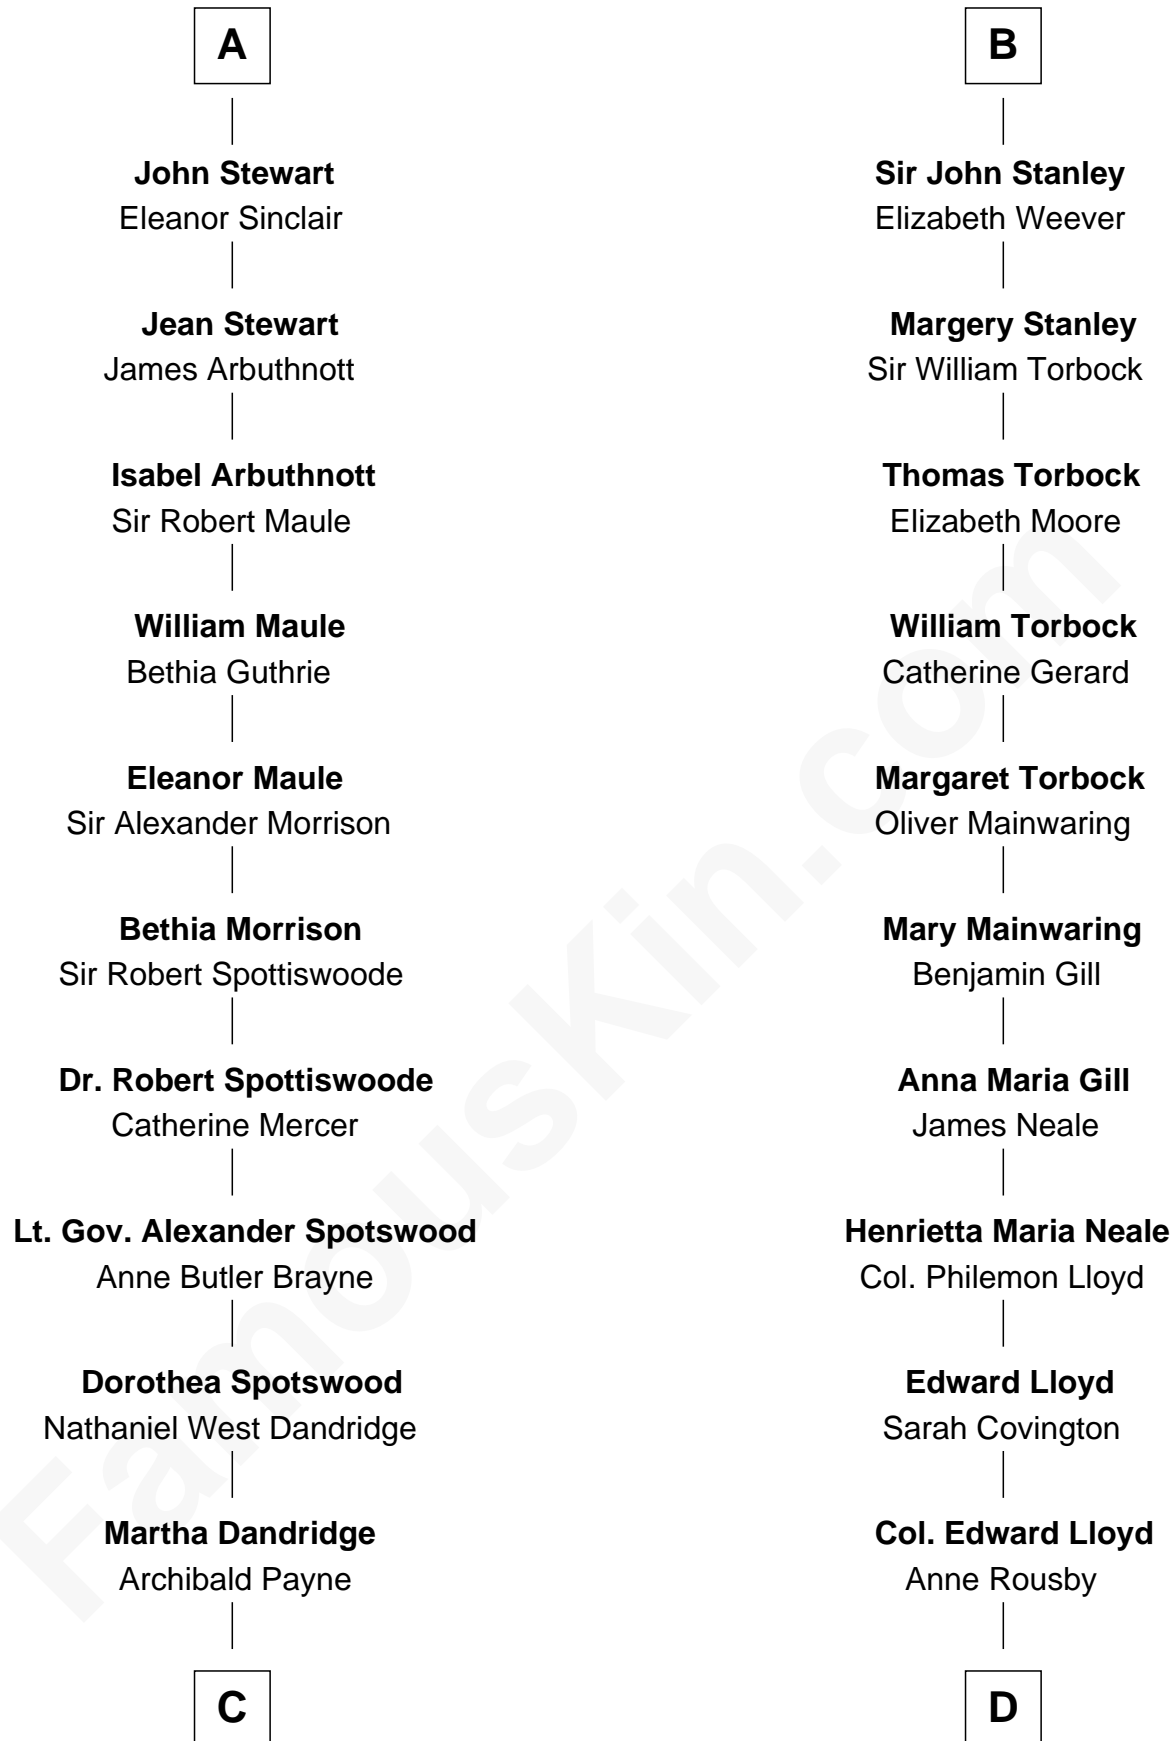 A
John Stewart
Eleanor Sinclair
Jean Stewart
James Arbuthnott
Isabel Arbuthnott
Sir Robert Maule
William Maule
Bethia Guthrie
Eleanor Maule
Sir Alexander Morrison
Bethia Morrison
Sir Robert Spottiswoode
Dr. Robert Spottiswoode
Catherine Mercer
Lt. Gov. Alexander Spotswood
Anne Butler Brayne
Dorothea Spotswood
Nathaniel West Dandridge
Martha Dandridge
Archibald Payne
C
B
Sir John Stanley
Elizabeth Weever
Margery Stanley
Sir William Torbock
Thomas Torbock
Elizabeth Moore
William Torbock
Catherine Gerard
Margaret Torbock
Oliver Mainwaring
Mary Mainwaring
Benjamin Gill
Anna Maria Gill
James Neale
Henrietta Maria Neale
Col. Philemon Lloyd
Edward Lloyd
Sarah Covington
Col. Edward Lloyd
Anne Rousby
D
FamousKin.com